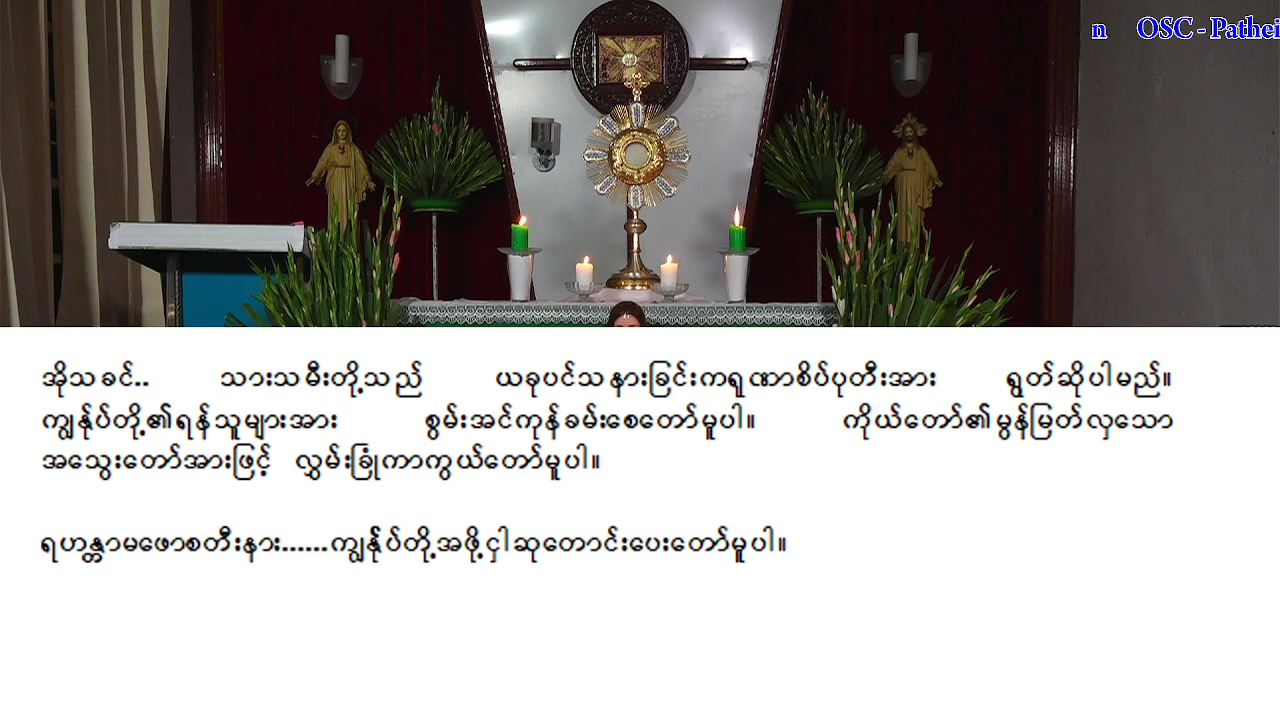 n OSC - Pathei
အိုသခင်.. သားသမီးတို့သည် ယခုပင်သနားခြင်းကရုဏာစိပ်ပုတီးအား ရွတ်ဆိုပါမည်။
ကျွန်ုပ်တို့၏ရန်သူများအား စွမ်းအင်ကုန်ခမ်းစေတော်မူပါ။ ကိုယ်တော်၏မွန်မြတ်လှသော
အသွေးတော်အားဖြင့် လွှမ်းခြုံကာကွယ်တော်မူပါ။
ရဟန္တာမဖောစတီးနား......ကျွန်ုပ်တို့အဖို့ငှါဆုတောင်းပေးတော်မူပါ။